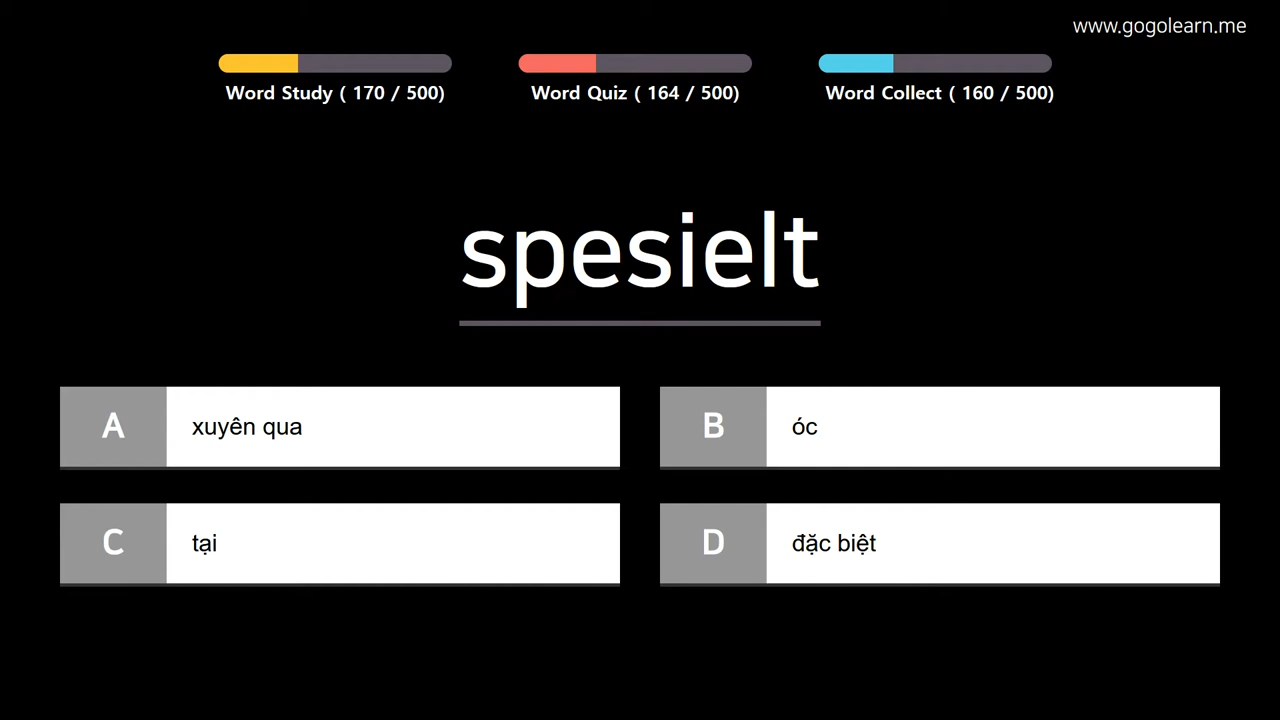 www.gogolearn.me
Word Study ( 170 / 500)
Word Quiz ( 164 / 500)
Word Collect ( 160 / 500)
spesielt
A xuyên qua
B óc
C tại
D đặc biệt